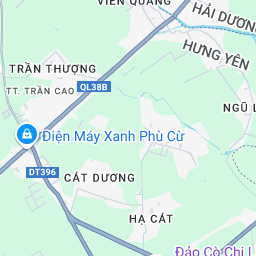 VIÊN QUANG
HẢI DƯƠNG
HƯNG YÊN
TRẦN THƯỢNG
TT. TRẦN CAO
QL38B
NGŨ L
Điện Máy Xanh Phù Cừ
DT396
CÁT DƯƠNG
HẠ CÁT
Đảo Cò Chi L